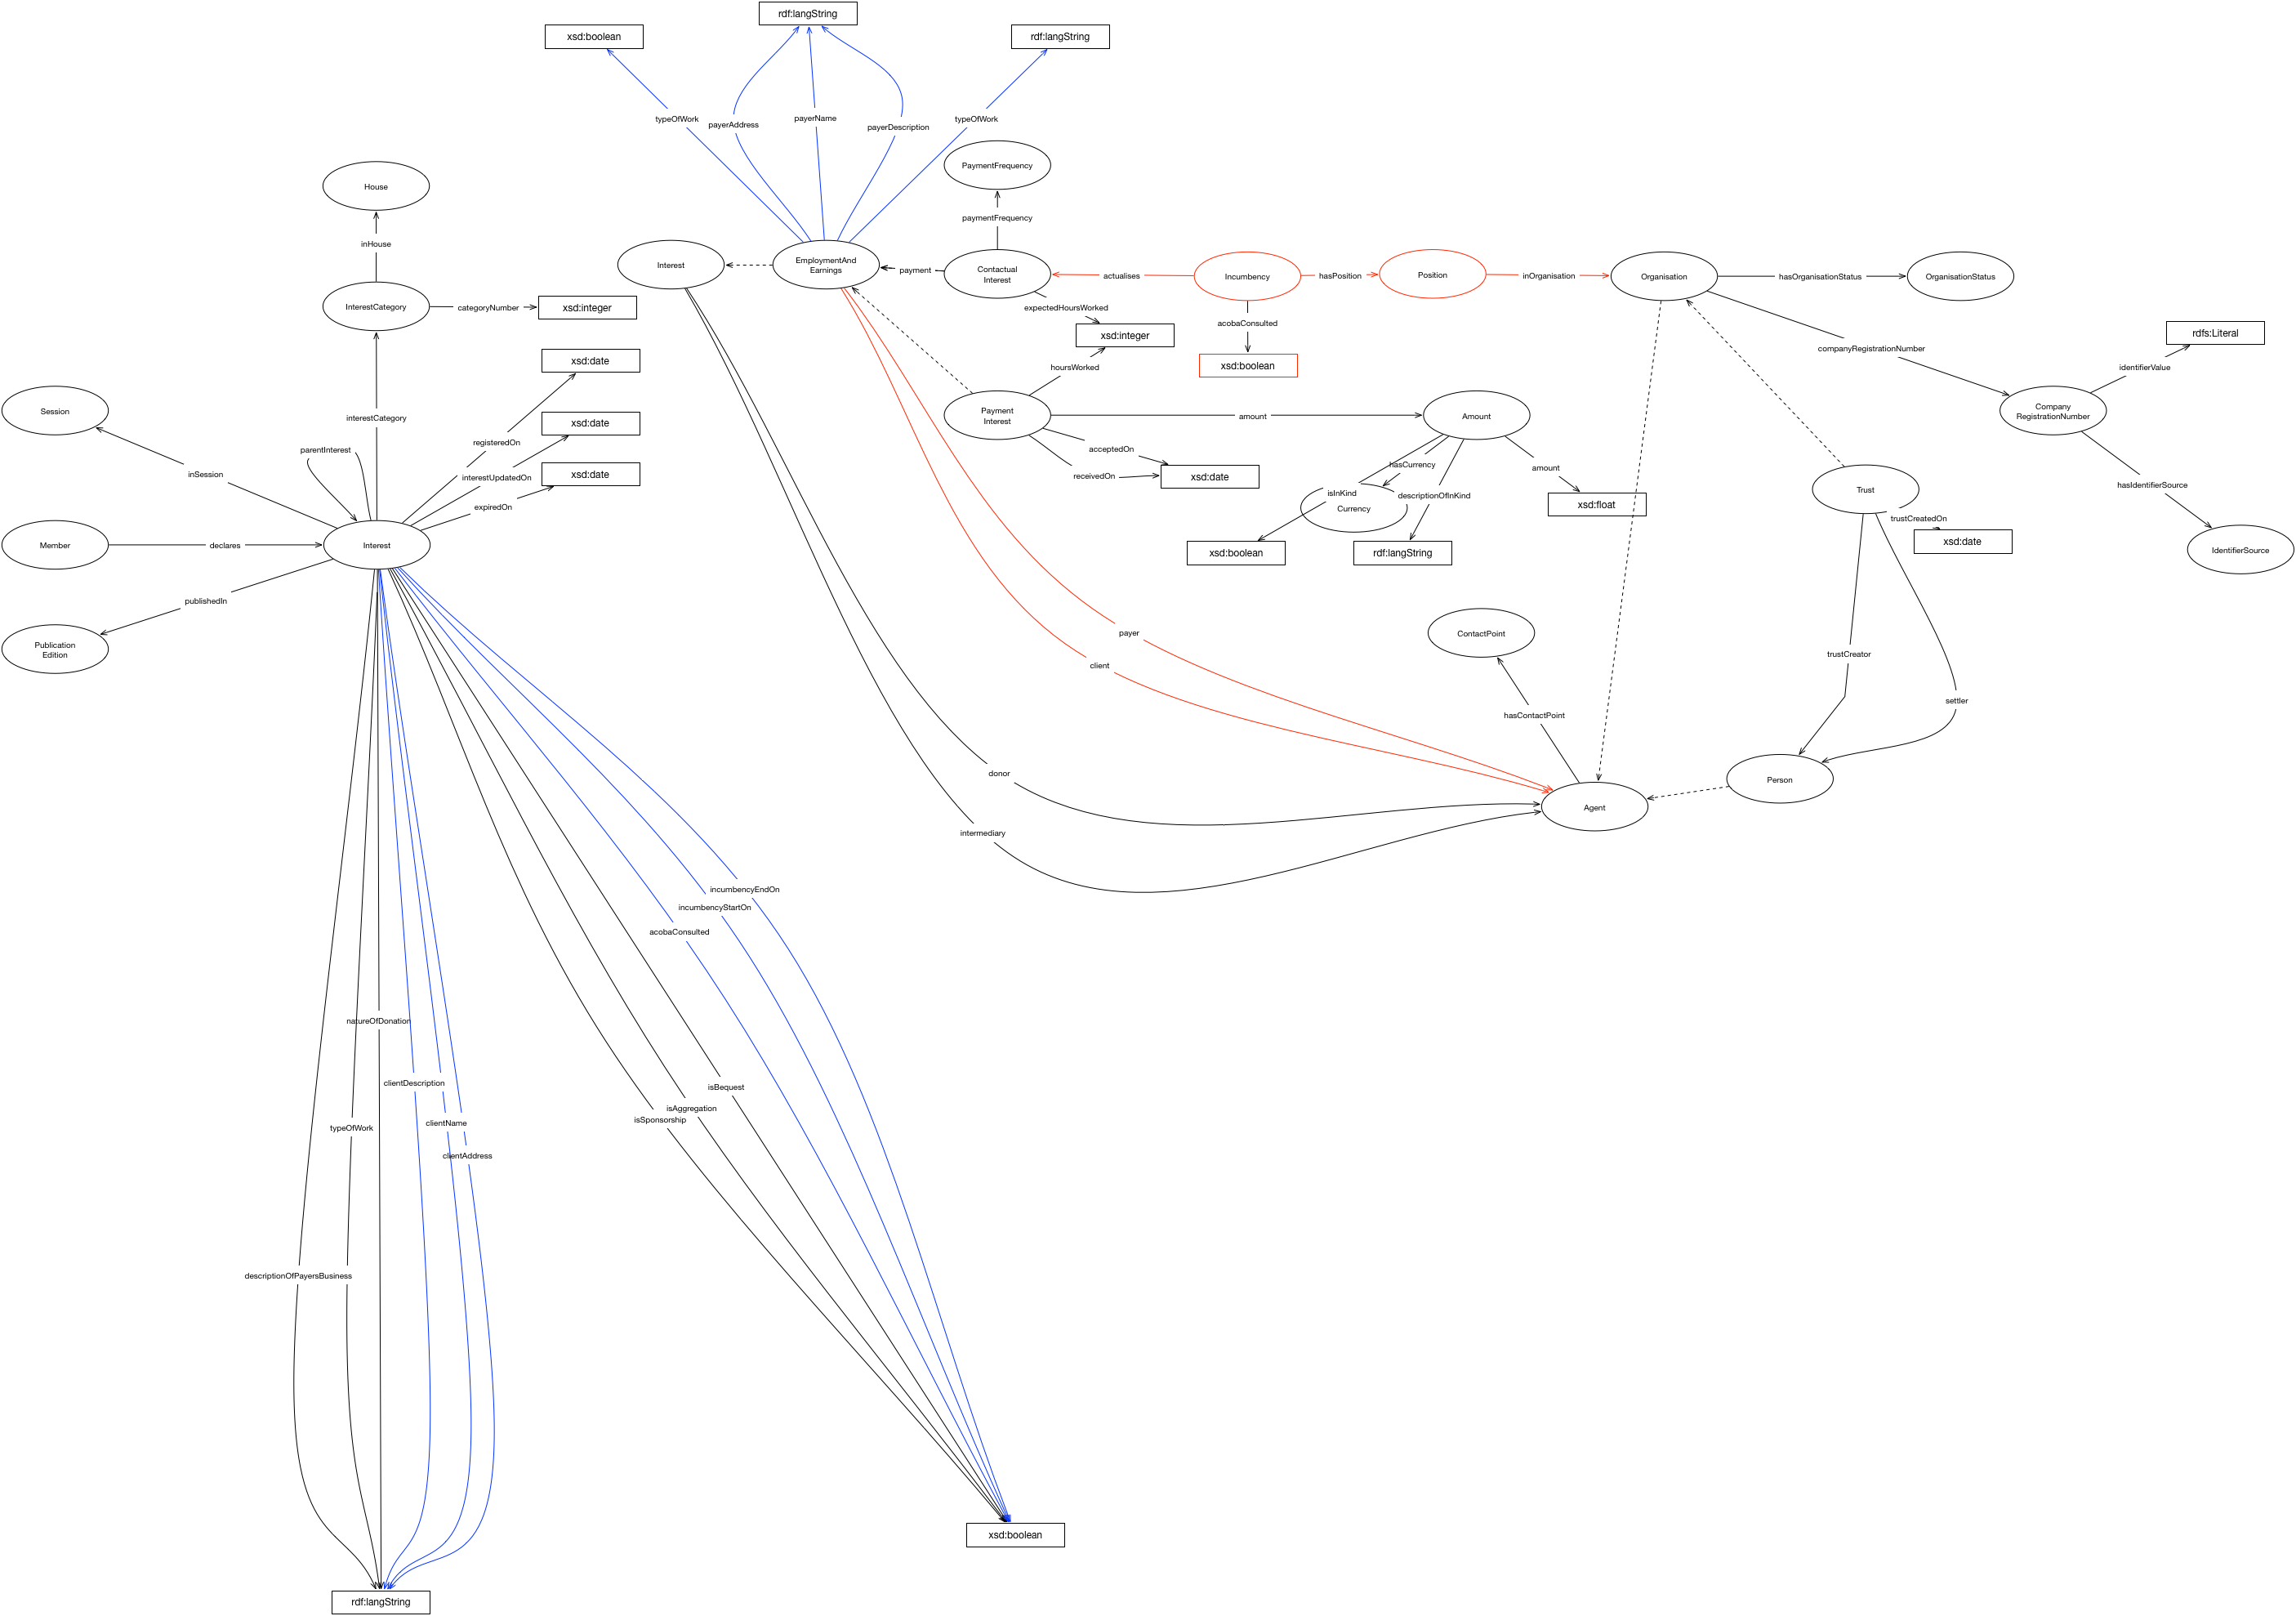 rdf:langString
xsd:boolean
rdf:langString
typeOfWork
payerAddress
payerName
payerDescription
typeOfWork
PaymentFrequency
House
paymentFrequency
inHouse
Interest
EmploymentAnd
Earnings
payment
Contactual
Interest
actualises
Incumbency
hasPosition
Position
inOrganisation
Organisation
hasOrganisationStatus
OrganisationStatus
InterestCategory
categoryNumber
xsd:integer
expectedHoursWorked
xsd:integer
acobaConsulted
xsd:boolean
companyRegistrationNumber
rdfs:Literal
identifierValue
xsd:date
hoursWorked
Session
interestCategory
xsd:date
Payment
Interest
amount
Amount
Company
RegistrationNumber
parentInterest
registeredOn
acceptedOn
hasCurrency
amount
inSession
interestUpdatedOn
xsd:date
receivedOn
xsd:date
isInKind
descriptionOfInKind
xsd:float
Trust
hasIdentifierSource
expiredOn
Currency
trustCreatedOn
Member
declares
Interest
xsd:boolean
rdf:langString
xsd:date
IdentifierSource
publishedIn
Publication
Edition
payer
ContactPoint
client
trustCreator
settler
hasContactPoint
donor
Person
Agent
intermediary
incumbencyEndOn
incumbencyStartOn
acobaConsulted
natureOfDonation
clientDescription
isBequest
isAggregation
isSponsorship
typeOfWork
clientName
clientAddress
descriptionOfPayersBusiness
xsd:boolean
rdf:langString